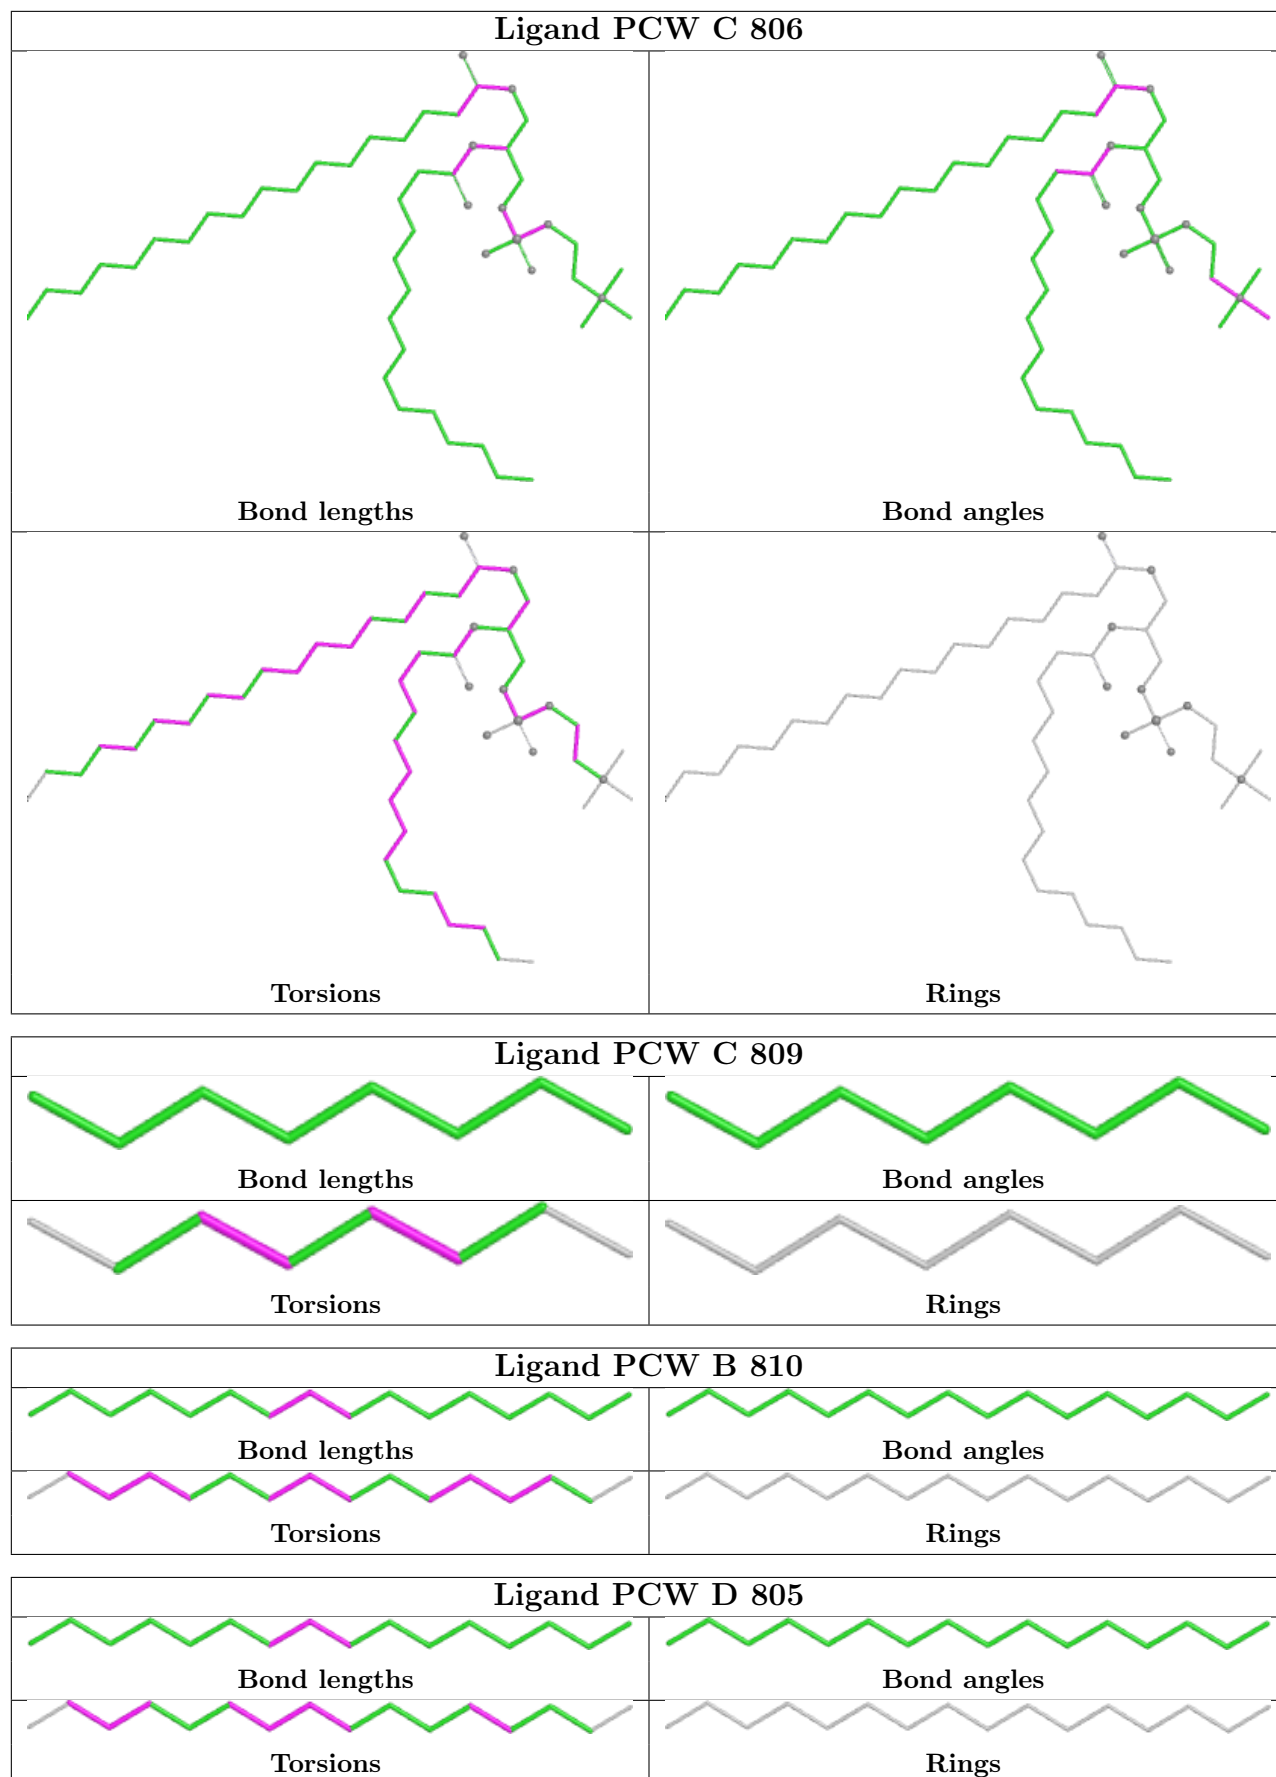 Ligand PCW C 806
Bond lengths
Bond angles
Torsions
Rings
Ligand PCW C 809
Bond lengths
Bond angles
Torsions
Rings
Ligand PCW B 810
Bond lengths
Bond angles
Torsions
Rings
Ligand PCW D 805
Bond lengths
Bond angles
Torsions
Rings